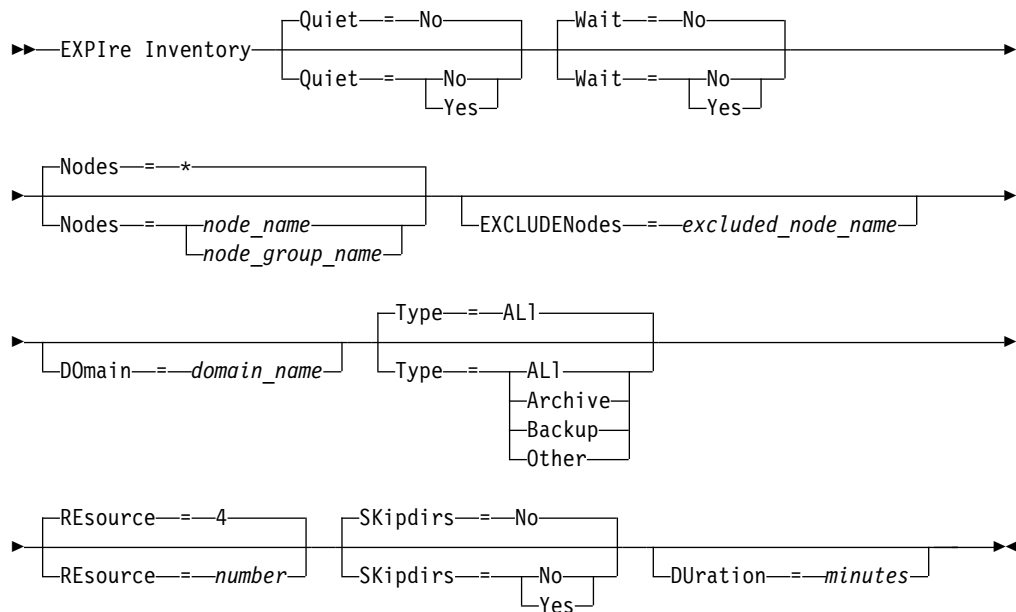 Quiet = No Wait = No
EXPIre Inventory
Quiet = No Wait = No
Yes Yes
Nodes = *
Nodes = node_name EXCLUDENodes = excluded_node_name
node_group_name
Type = ALl
DOmain = domain_name Type = ALl
Archive
Backup
Other
REsource = 4 SKipdirs = No
REsource = number SKipdirs = No DUration = minutes
Yes